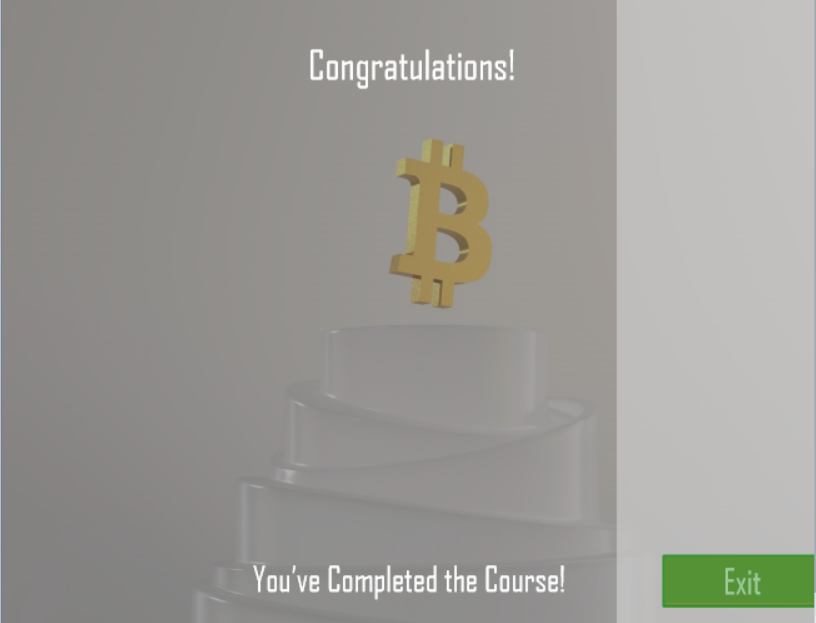 Congratulations!
You've Completed the Course!
Exit